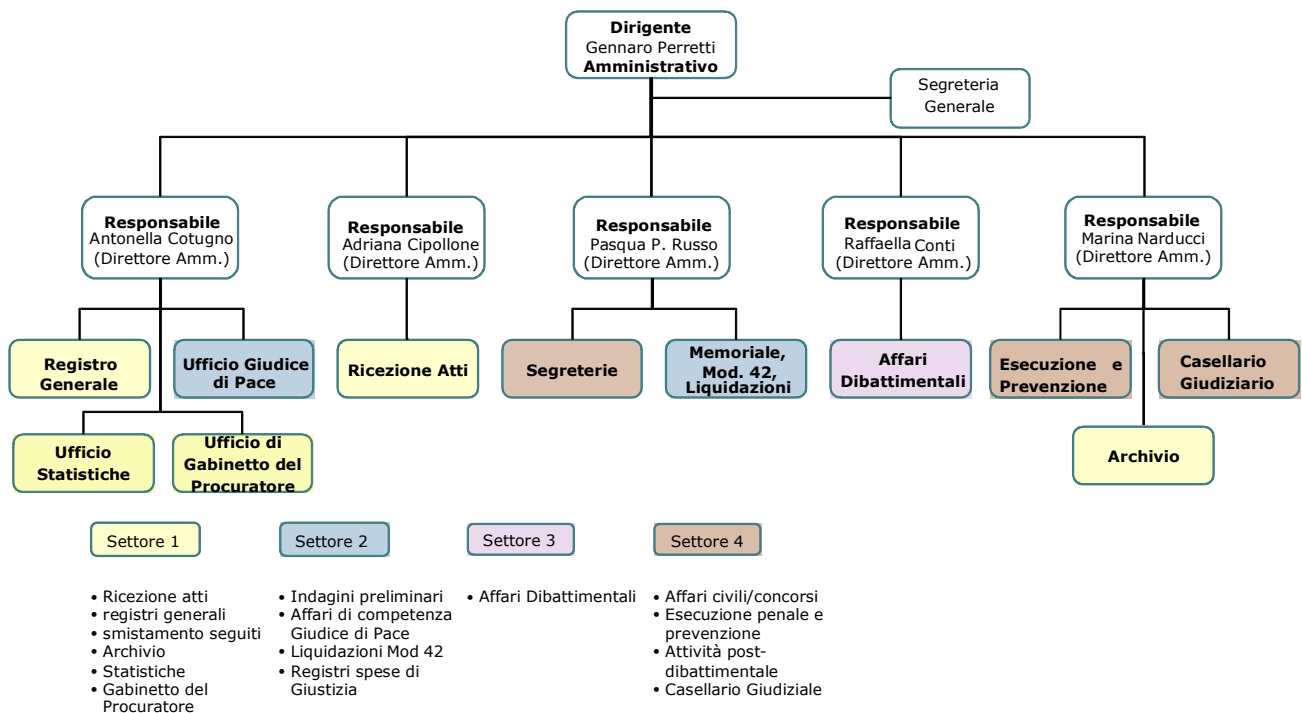 Dirigente
Gennaro Perretti
Amministrativo
Segreteria
Generale
Responsabile
Antonella Cotugno
(Direttore Amm.)
Responsabile
Adriana Cipollone
(Direttore Amm.)
Responsabile
Pasqua P. Russo
(Direttore Amm.)
Responsabile
Raffaella Conti
(Direttore Amm.)
Responsabile
Marina Narducci
(Direttore Amm.)
Registro
Generale
Ufficio Giudice
di Pace
Ricezione Atti
Segreterie
Memoriale,
Mod. 42,
Liquidazioni
Affari
Dibattimentali
Esecuzione e
Prevenzione
Casellario
Giudiziario
Ufficio
Statistiche
Ufficio di
Gabinetto del
Procuratore
Archivio
Settore 1
• Ricezione atti
• registri generali
• smistamento seguiti
• Archivio
• Statistiche
• Gabinetto del
Procuratore
Settore 2
• Indagini preliminari
• Affari di competenza
Giudice di Pace
• Liquidazioni Mod 42
• Registri spese di
Giustizia
Settore 3
• Affari Dibattimentali
Settore 4
• Affari civili/concorsi
• Esecuzione penale e
prevenzione
• Attività post-
dibattimentale
• Casellario Giudiziale